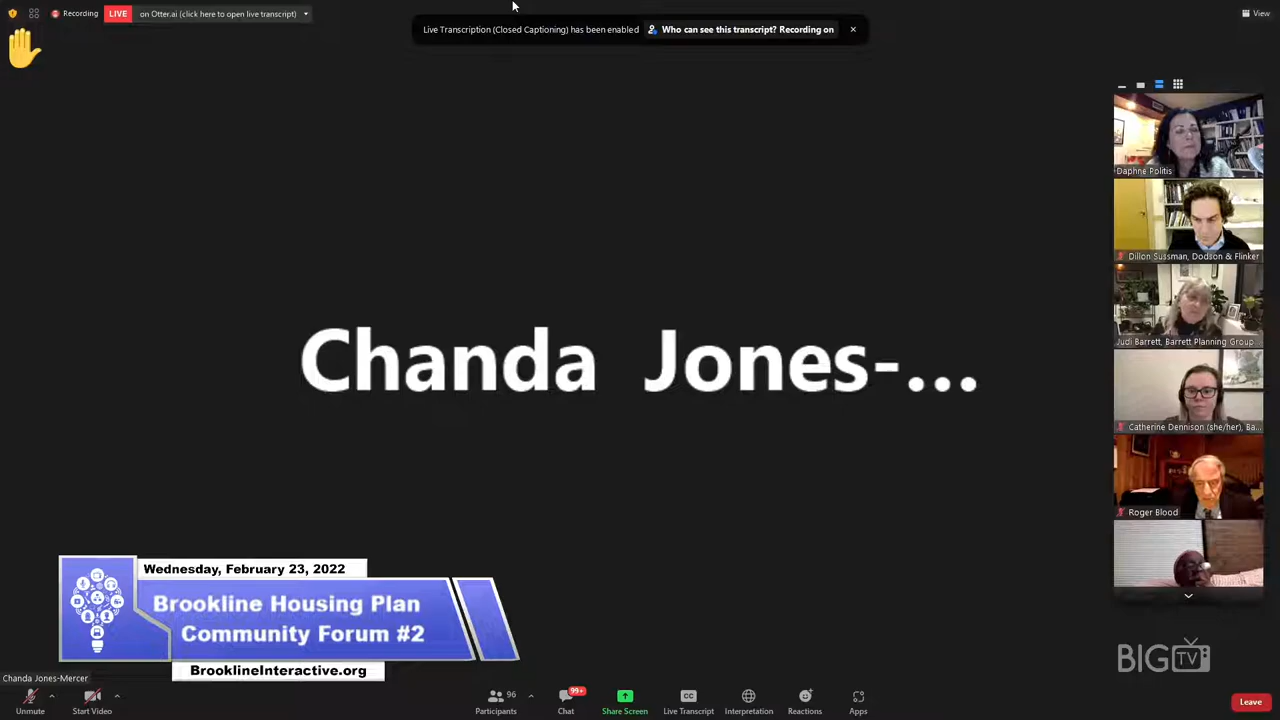 Recording
LIVE
on Otter.ai (click here to open live transcript)
Live Transcription (Closed Captioning) has been enabled
Who can see this transcript? Recording on
View
Daphne Politis
Dillon Sussman, Dodson & Flinker
Judi Barrett, Barrett Planning Group
Catherine Dennison (she/her), Ba...
Roger Blood
Chanda Jones-...
Wednesday, February 23, 2022
Brookline Housing Plan
Community Forum #2
BrooklineInteractive.org
BIG TV
Chanda Jones-Mercer
Unmute
Start Video
96
Participants
99+
Chat
Share Screen
CC
Live Transcript
Interpretation
Reactions
Apps
Leave